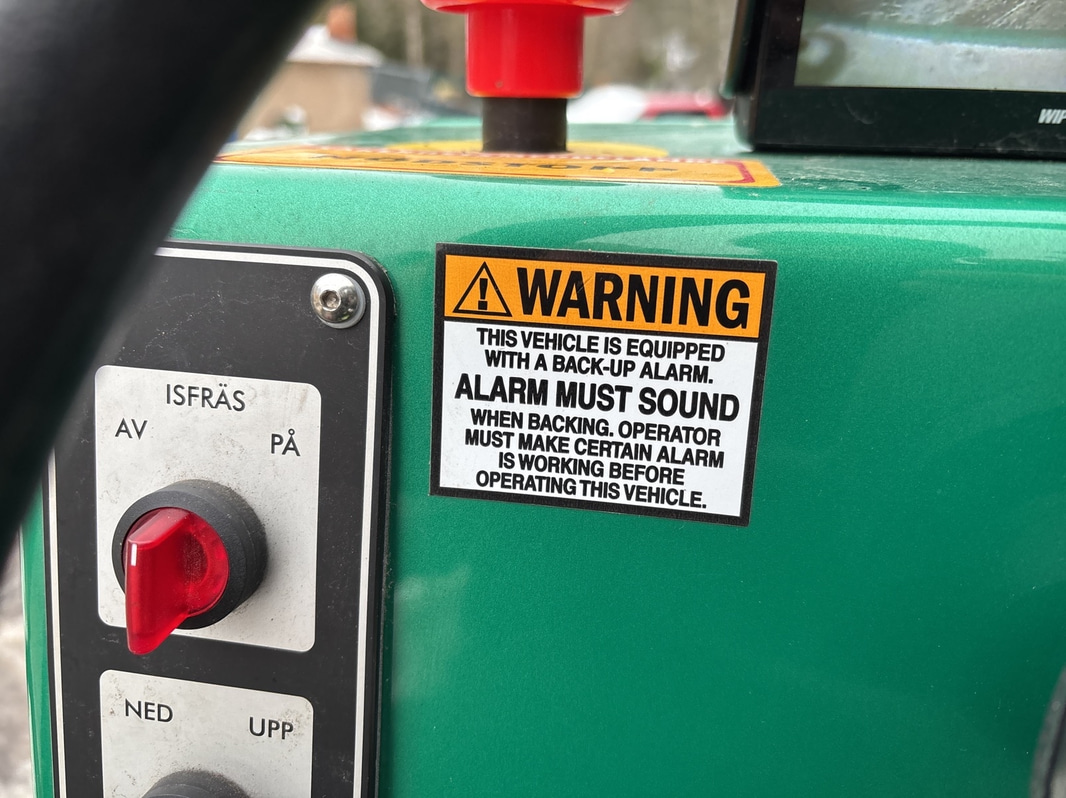 WARNING
THIS VEHICLE IS EQUIPPED
WITH A BACK-UP ALARM.
ALARM MUST SOUND
WHEN BACKING. OPERATOR
MUST MAKE CERTAIN ALARM
IS WORKING BEFORE
OPERATING THIS VEHICLE.
ISFRÄS
AV
PÅ
NED
UPP